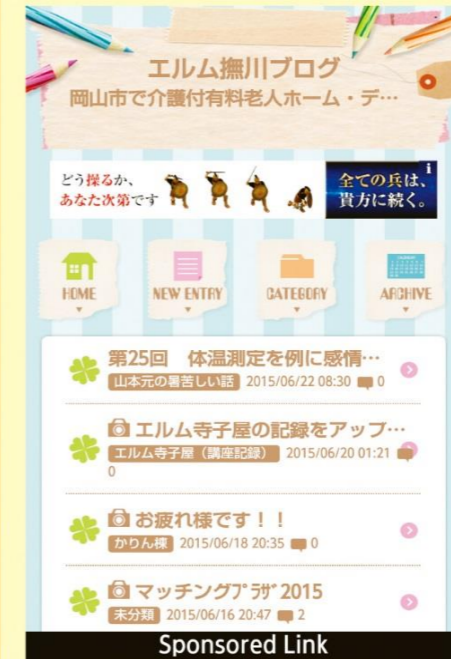 エルム撫川ブログ
岡山市で介護付有料老人ホーム・デ…
どう操るか、
あなた次第です
全ての兵は、
貴方に続く。
HOME
NEW ENTRY
CATEGORY
ARCHIVE
第25回 体温測定を例に感情…
山本元の暑苦しい話 2015/06/22 08:30 0
エルム寺子屋の記録をアップ…
エルム寺子屋（講座記録） 2015/06/20 01:21
0
お疲れ様です！！
かりん棟 2015/06/18 20:35 0
マッチングプラザ2015
未分類 2015/06/16 20:47 2
Sponsored Link